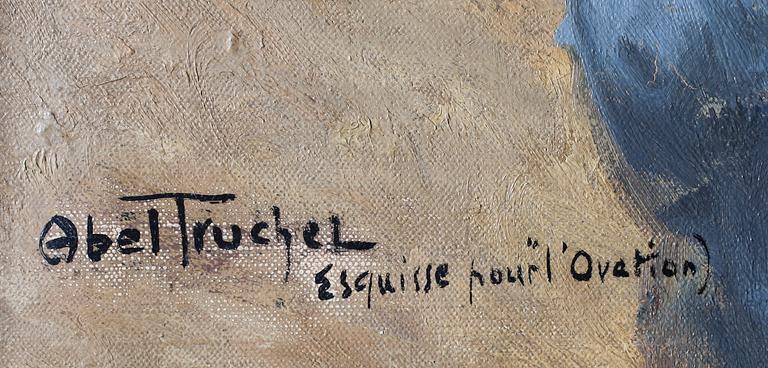 Abel Truchet
Esquisse pour "l'Ovation)